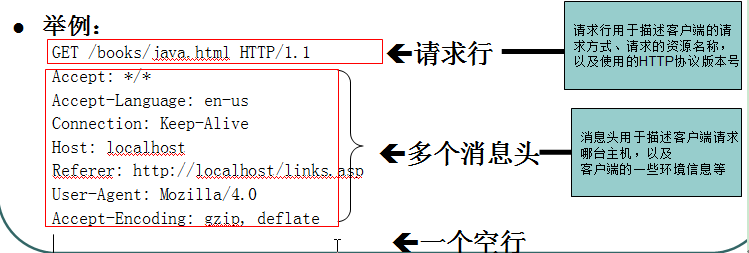 ● 举例：
GET /books/java.html HTTP/1.1
🡸请求行
请求行用于描述客户端的请
求方式、请求的资源名称，
以及使用的HTTP协议版本号
Accept: */*
Accept-Language: en-us
Connection: Keep-Alive
Host: localhost
Referer: http://localhost/links.asp
User-Agent: Mozilla/4.0
Accept-Encoding: gzip, deflate
🡸多个消息头
消息头用于描述客户端请求
哪台主机，以及
客户端的一些环境信息等
🡸一个空行